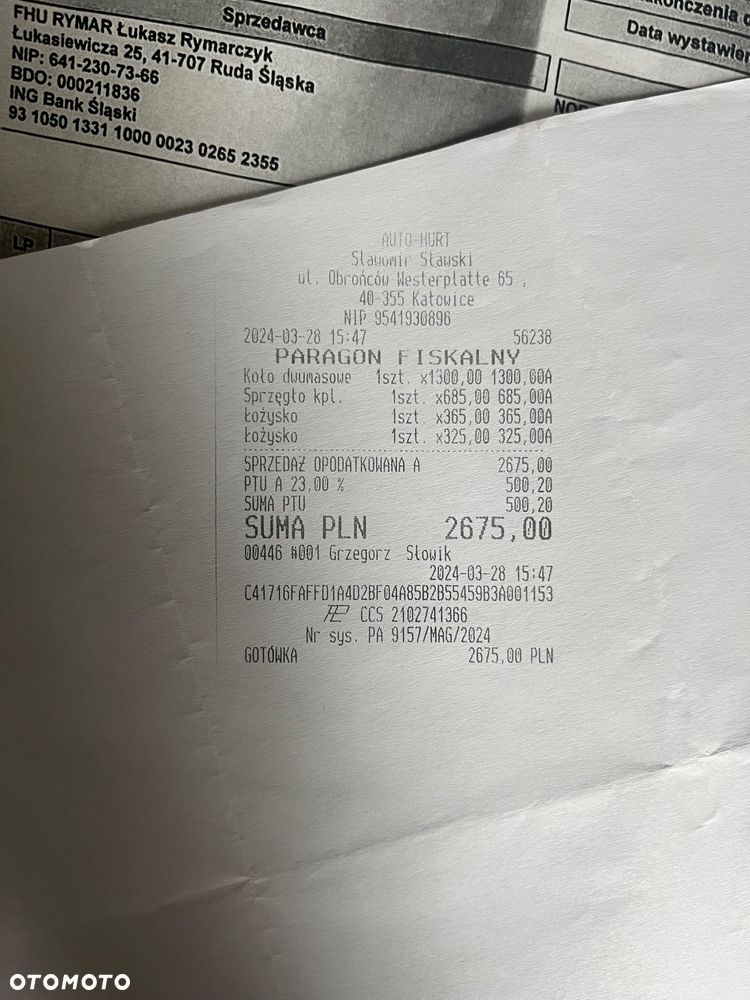 Sprzedawca
FHU RYMAR Łukasz Rymarczyk
Łukasiewicza 25, 41-707 Ruda Śląska
NIP: 641-230-73-66
BDO: 000211836
ING Bank Śląski
93 1050 1331 1000 0023 0265 2355
Data wystawien
LP
AUTO-HURT
Sławomir Stawski
ul. Obrońców Westerplatte 65 ,
40-355 Katowice
NIP 9541930896
2024-03-28 15:47 56238
PARAGON FISKALNY
Koło dwumasowe 1szt. x1300,00 1300,00A
Sprzęgło kpl. 1szt. x685,00 685,00A
Łożysko 1szt. x365,00 365,00A
Łożysko 1szt. x325,00 325,00A
SPRZEDAŻ OPODATKOWANA A 2675,00
PTU A 23,00 % 500,20
SUMA PTU 500,20
SUMA PLN 2675,00
00446 #001 Grzegorz Słowik
2024-03-28 15:47
C41716FAFFD1A4D2BF04A85B2B55459B3A001153
CCS 2102741366
Nr sys. PA 9157/MAG/2024
GOTÓWKA 2675,00 PLN
OTOMOTO